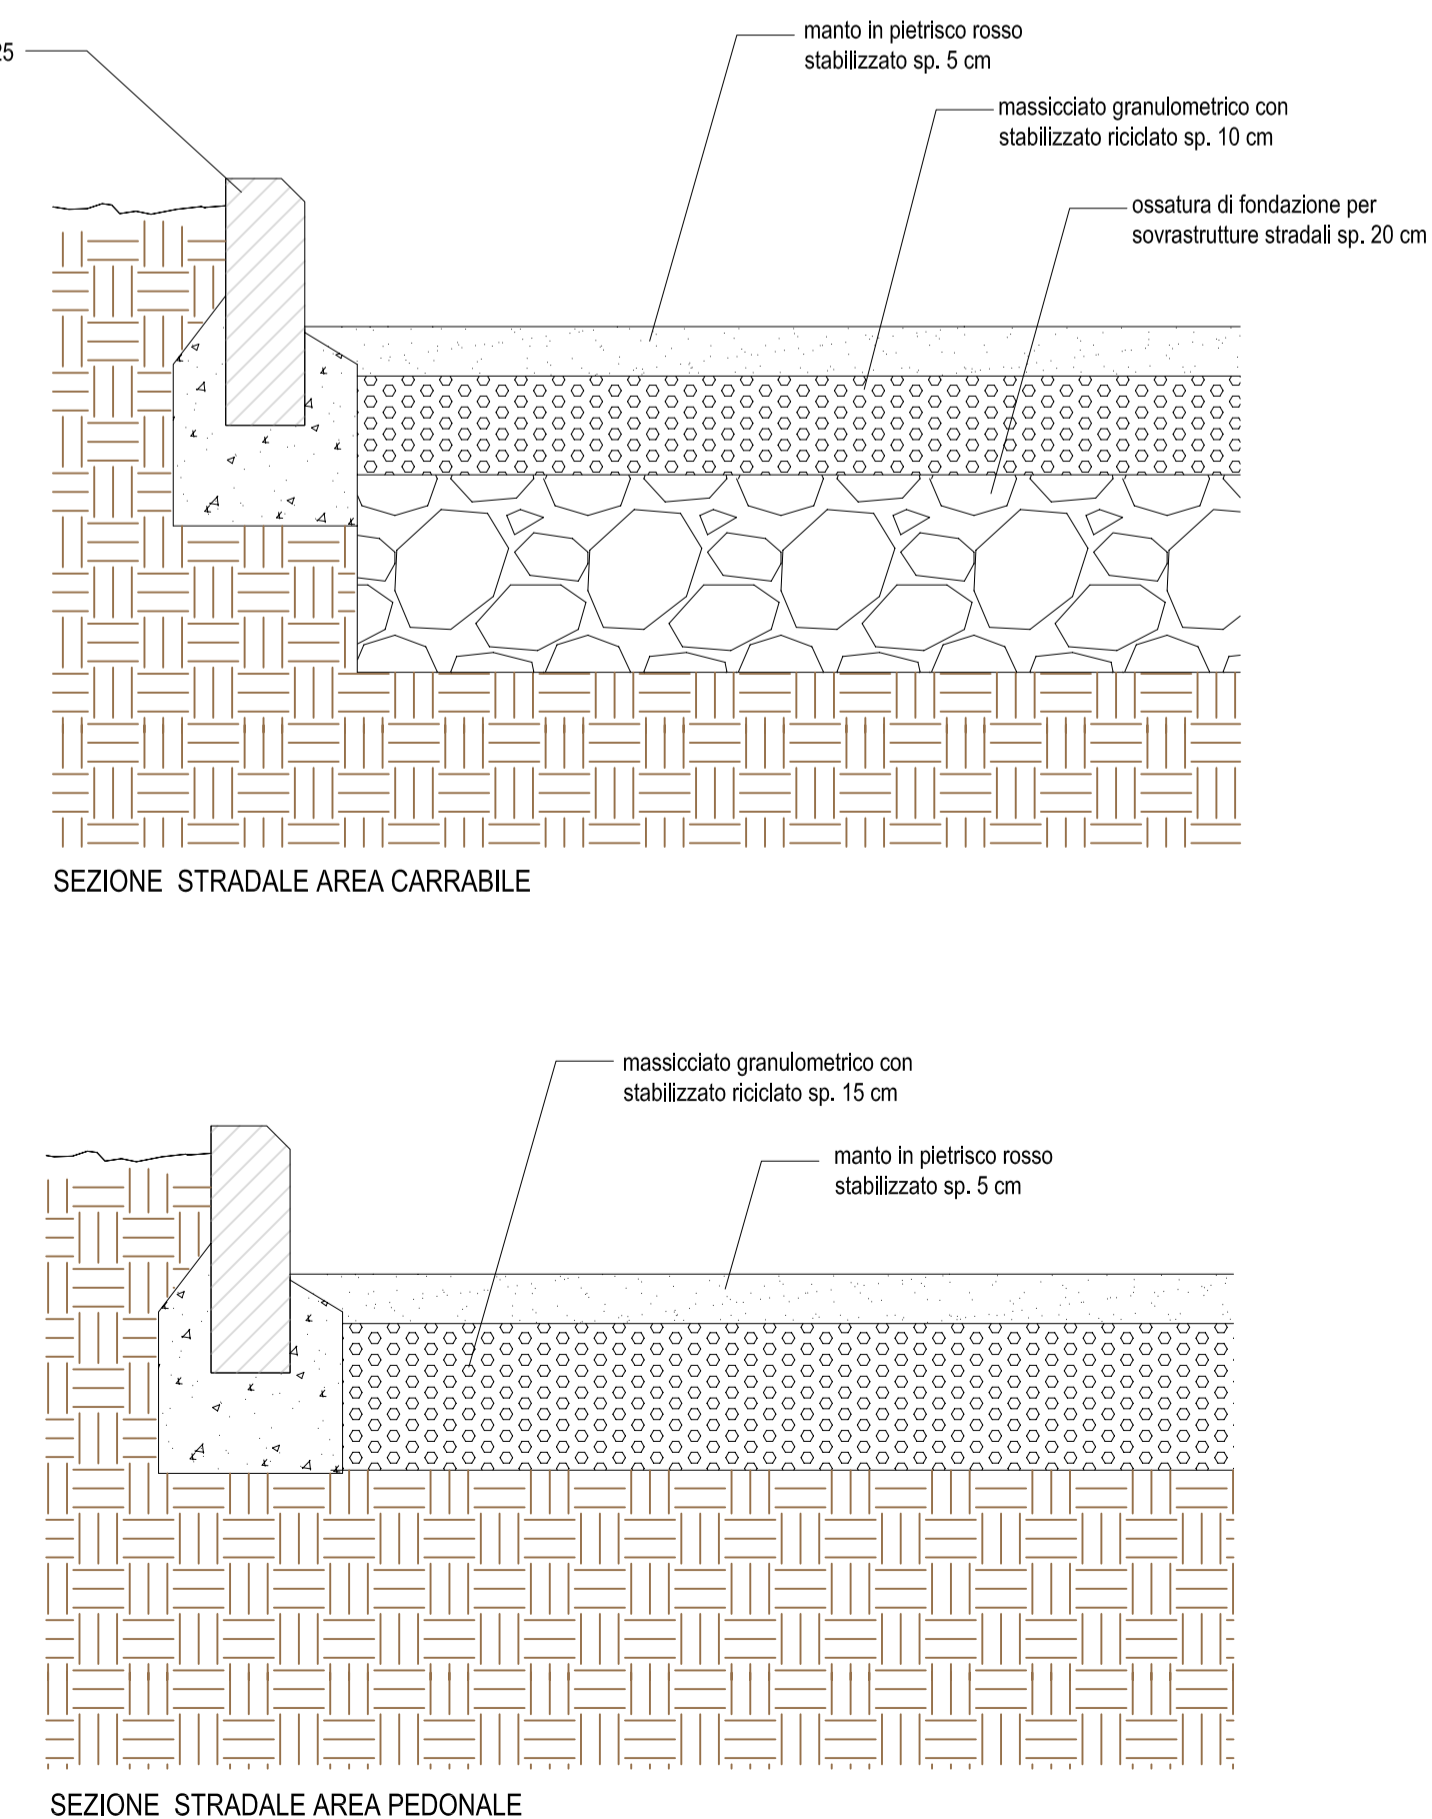 25
manto in pietrisco rosso
stabilizzato sp. 5 cm
massicciato granulometrico con
stabilizzato riciclato sp. 10 cm
ossatura di fondazione per
sovrastrutture stradali sp. 20 cm
SEZIONE STRADALE AREA CARRABILE
massicciato granulometrico con
stabilizzato riciclato sp. 15 cm
manto in pietrisco rosso
stabilizzato sp. 5 cm
SEZIONE STRADALE AREA PEDONALE